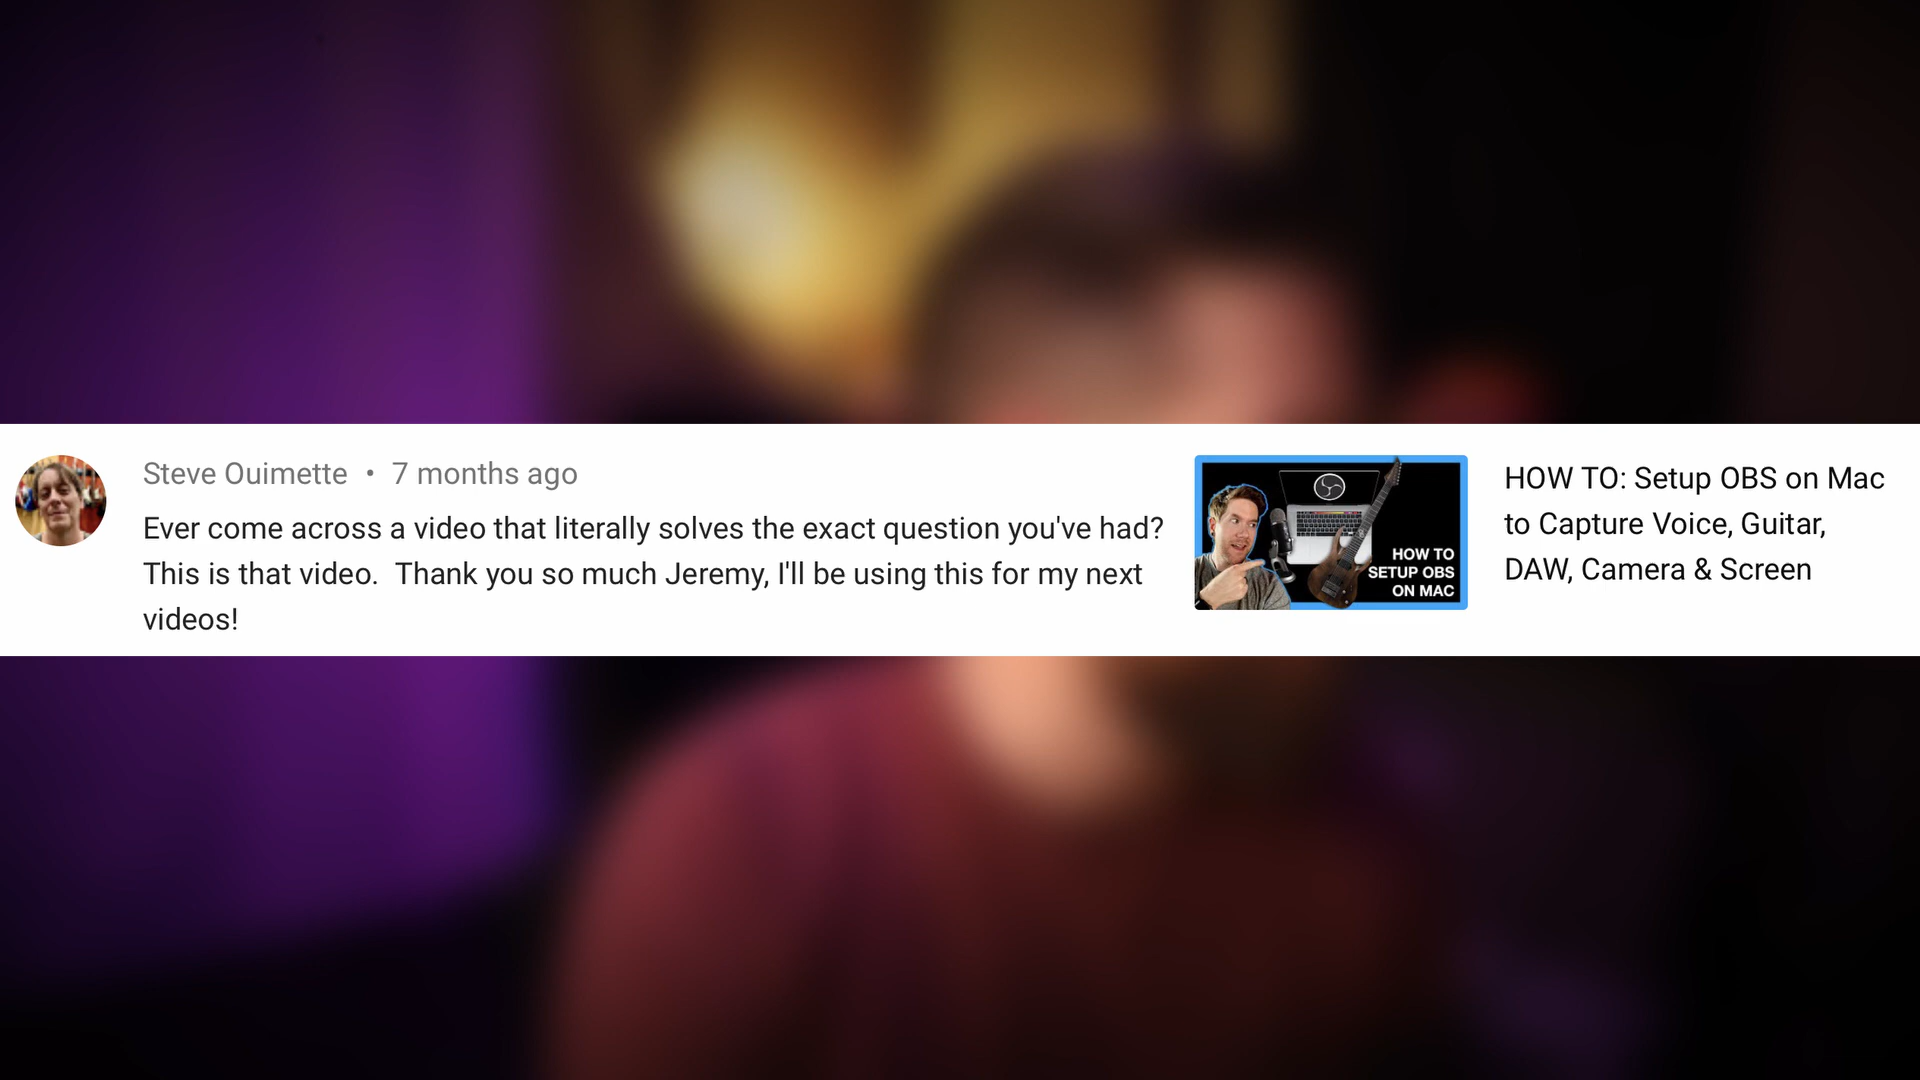 Steve Ouimette • 7 months ago
Ever come across a video that literally solves the exact question you've had?
This is that video.  Thank you so much Jeremy, I'll be using this for my next
videos!
HOW TO
SETUP OBS
ON MAC
HOW TO: Setup OBS on Mac
to Capture Voice, Guitar,
DAW, Camera & Screen